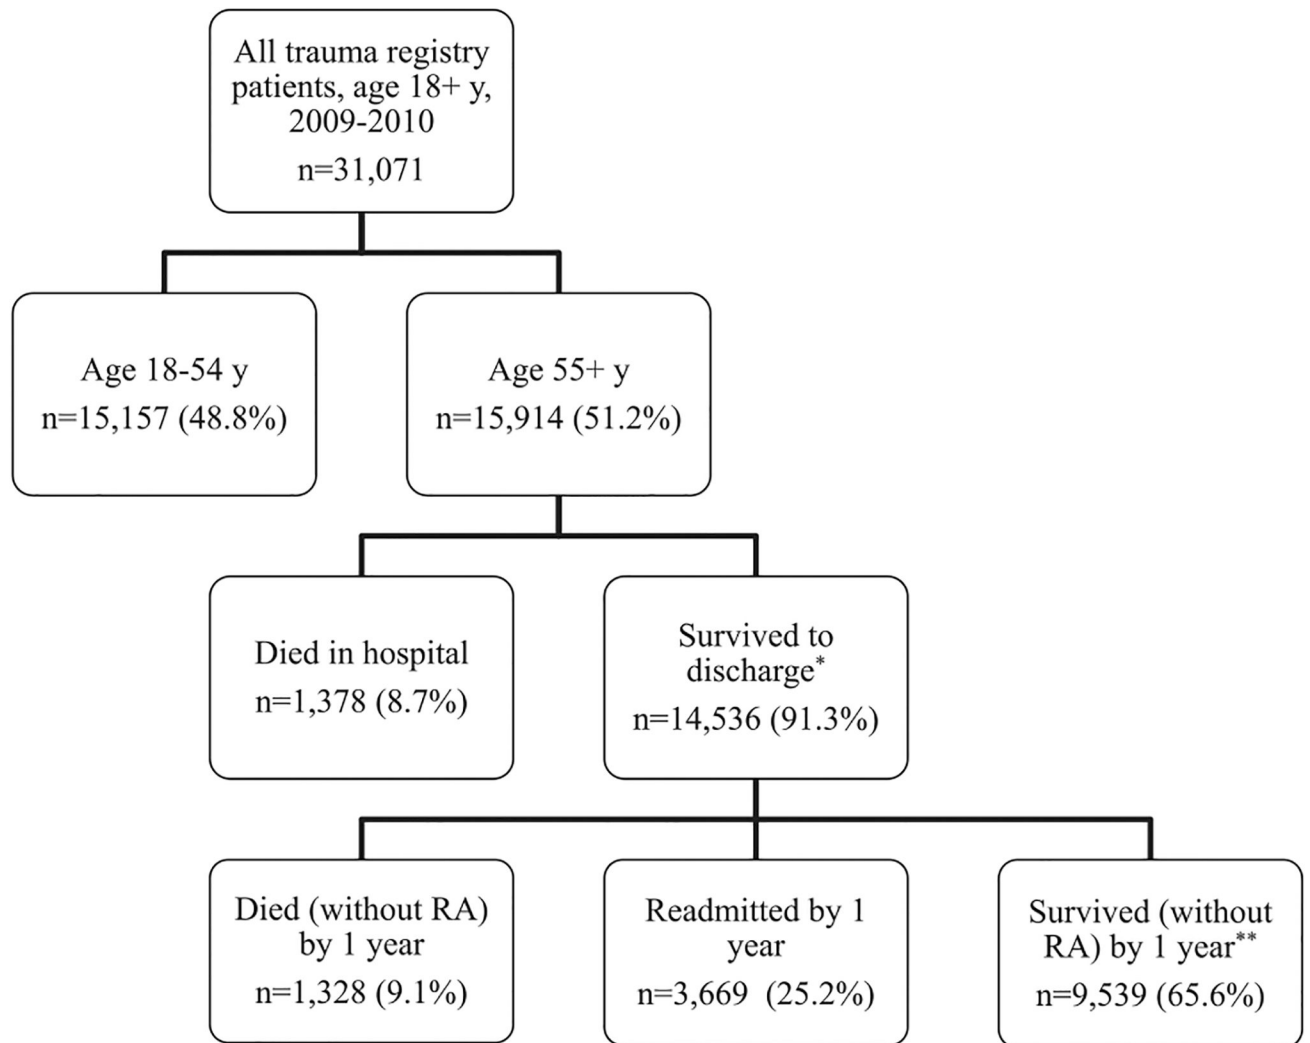 All trauma registry
patients, age 18+ y,
2009-2010
n=31,071
Age 18-54 y
n=15,157 (48.8%)
Age 55+ y
n=15,914 (51.2%)
Died in hospital
n=1,378 (8.7%)
Survived to
discharge*
n=14,536 (91.3%)
Died (without RA)
by 1 year
n=1,328 (9.1%)
Readmitted by 1
year
n=3,669  (25.2%)
Survived (without
RA) by 1 year**
n=9,539 (65.6%)